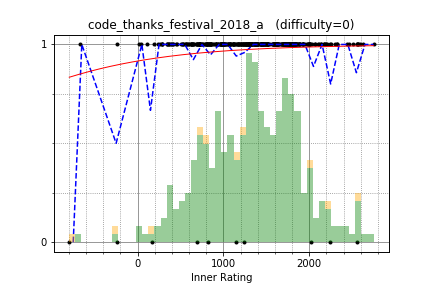 code_thanks_festival_2018_a (difficulty=0)
1
0
0 1000 2000
Inner Rating